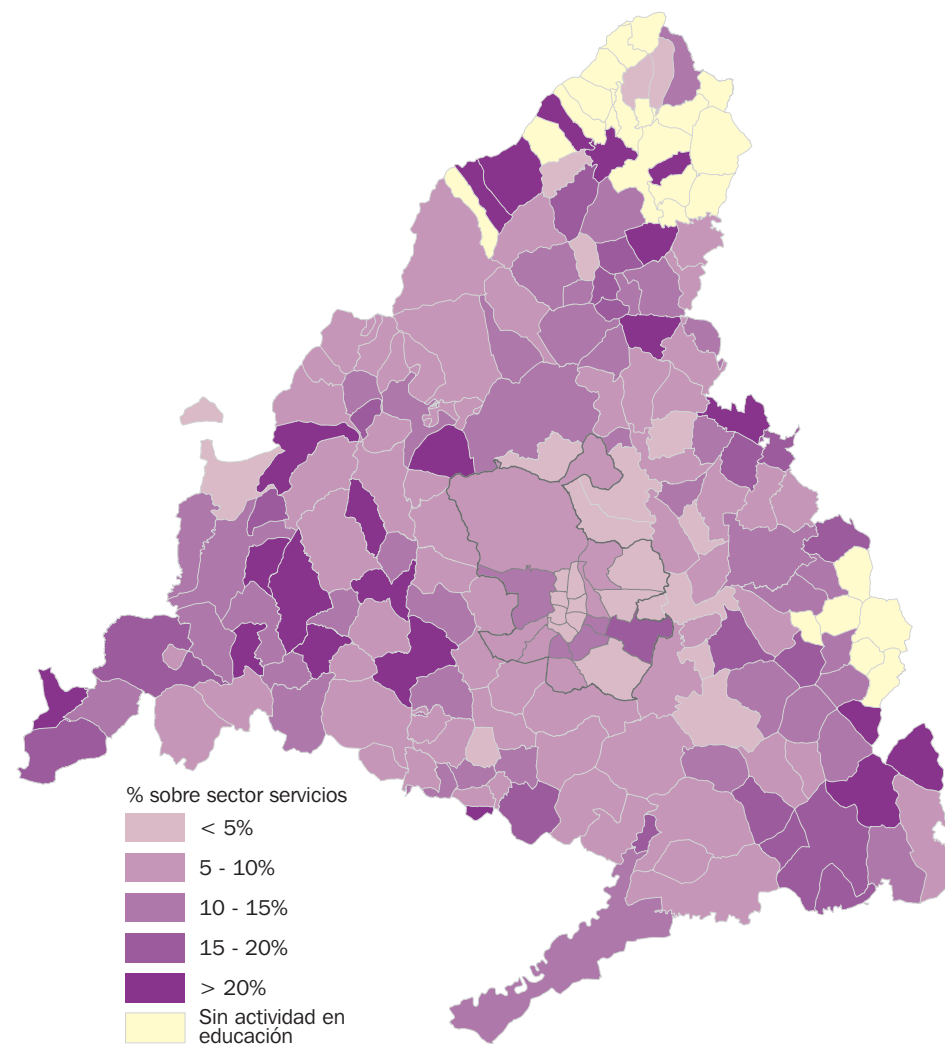 % sobre sector servicios
< 5%
5 - 10%
10 - 15%
15 - 20%
> 20%
Sin actividad en
educación